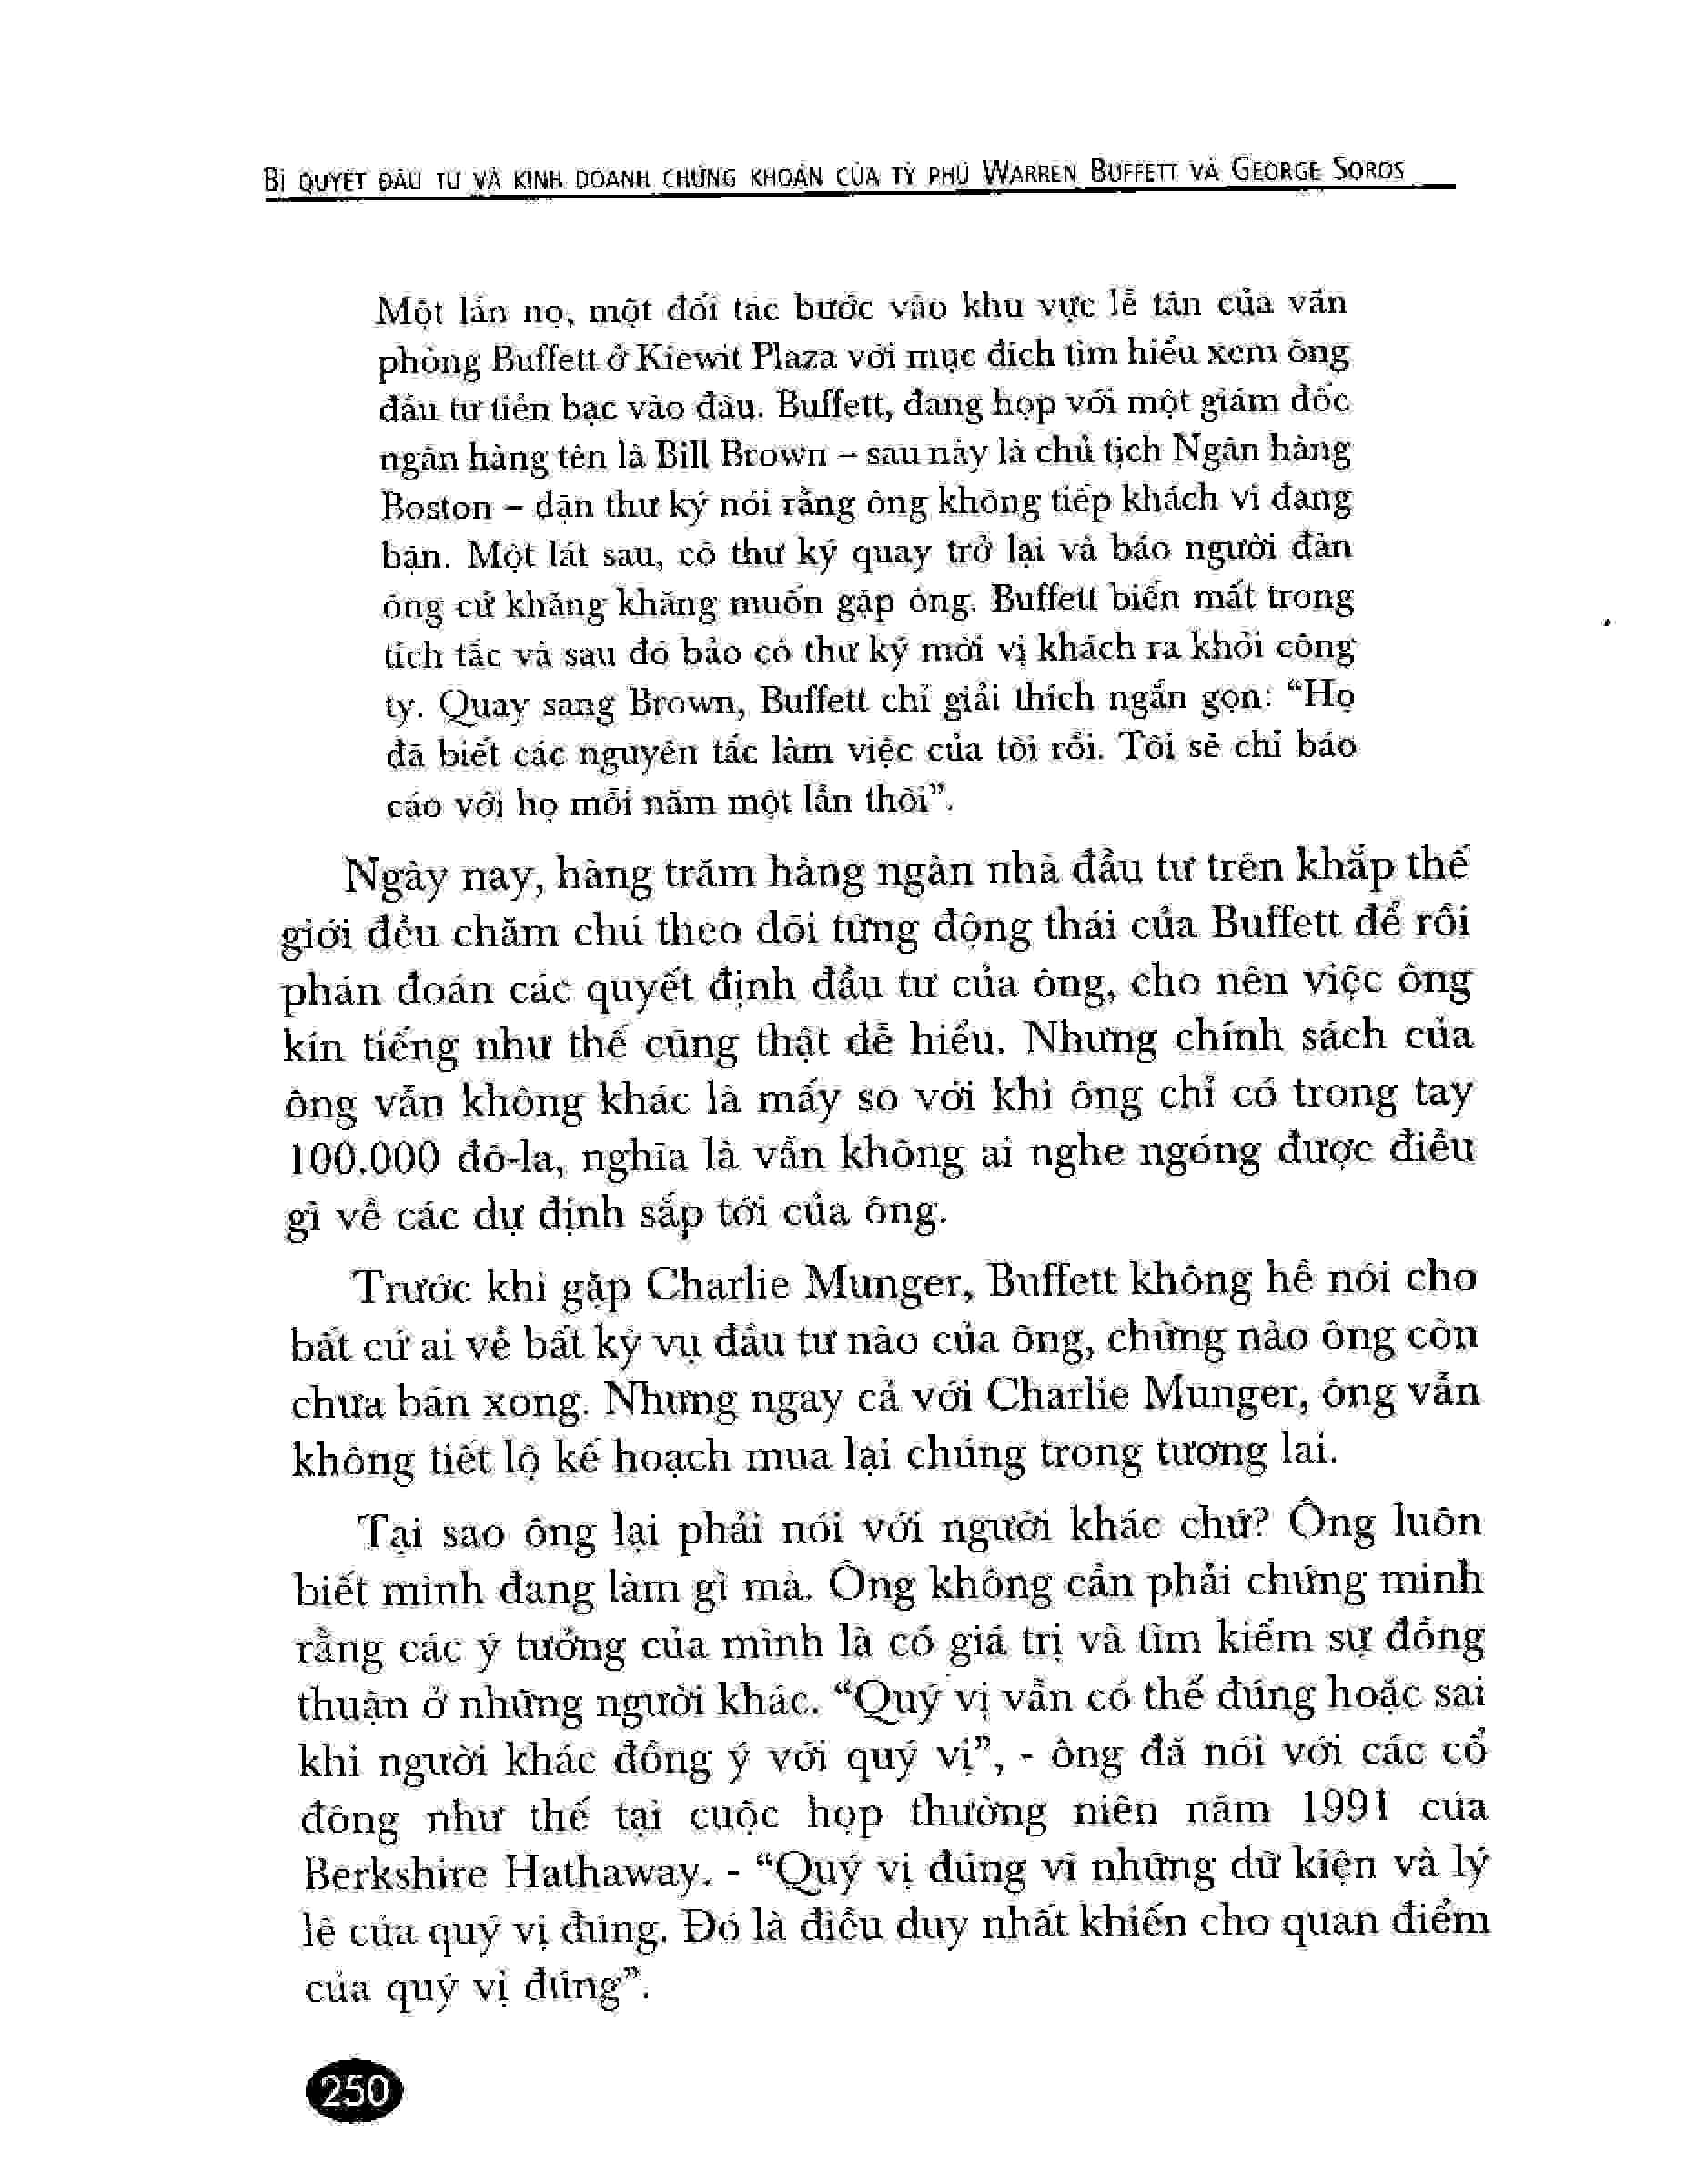 BÍ QUYẾT ĐẦU TƯ VÀ KINH DOANH CHỨNG KHOÁN CỦA TỶ PHÚ WARREN BUFFETT VÀ GEORGE SOROS
Một lần nọ, một đối tác bước vào khu vực lễ tân của văn
phòng Buffett ở Kiewit Plaza với mục đích tìm hiểu xem ông
đầu tư tiền bạc vào đâu. Buffett, đang họp với một giám đốc
ngân hàng tên là Bill Brown – sau này là chủ tịch Ngân hàng
Boston – dặn thư ký nói rằng ông không tiếp khách vì đang
bận. Một lát sau, cô thư ký quay trở lại và báo người đàn
ông cứ khăng khăng muốn gặp ông. Buffett biến mất trong
tích tắc và sau đó bảo cô thư ký mời vị khách ra khỏi công
ty. Quay sang Brown, Buffett chỉ giải thích ngắn gọn: “Họ
đã biết các nguyên tắc làm việc của tôi rồi. Tôi sẽ chỉ báo
cáo với họ mỗi năm một lần thôi”.
Ngày nay, hàng trăm hàng ngàn nhà đầu tư trên khắp thế
giới đều chăm chú theo dõi từng động thái của Buffett để rồi
phán đoán các quyết định đầu tư của ông, cho nên việc ông
kín tiếng như thế cũng thật dễ hiểu. Nhưng chính sách của
ông vẫn không khác là mấy so với khi ông chỉ có trong tay
100.000 đô-la, nghĩa là vẫn không ai nghe ngóng được điều
gì về các dự định sắp tới của ông.
Trước khi gặp Charlie Munger, Buffett không hề nói cho
bất cứ ai về bất kỳ vụ đầu tư nào của ông, chừng nào ông còn
chưa bán xong. Nhưng ngay cả với Charlie Munger, ông vẫn
không tiết lộ kế hoạch mua lại chúng trong tương lai.
Tại sao ông lại phải nói với người khác chứ? Ông luôn
biết mình đang làm gì mà. Ông không cần phải chứng minh
rằng các ý tưởng của mình là có giá trị và tìm kiếm sự đồng
thuận ở những người khác. “Quý vị vẫn có thể đúng hoặc sai
khi người khác đồng ý với quý vị”, - ông đã nói với các cổ
đông như thế tại cuộc họp thường niên năm 1991 của
Berkshire Hathaway. - “Quý vị đúng vì những dữ kiện và lý
lẽ của quý vị đúng. Đó là điều duy nhất khiến cho quan điểm
của quý vị đúng”.
250